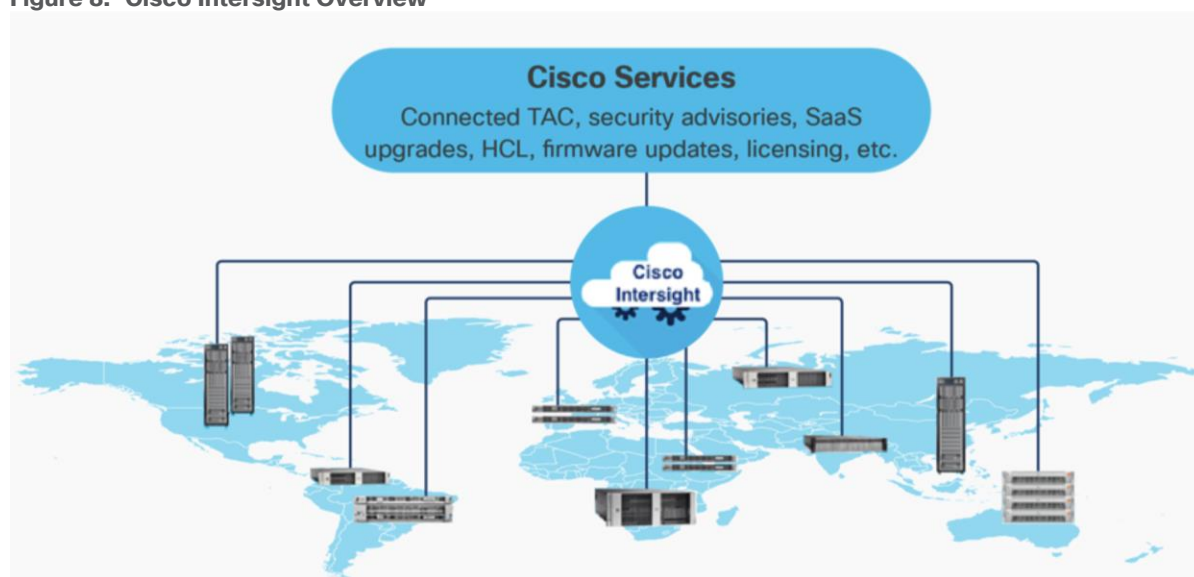 Figure 8. Cisco Intersight Overview
Cisco Services
Connected TAC, security advisories, SaaS
upgrades, HCL, firmware updates, licensing, etc.
Cisco
Intersight